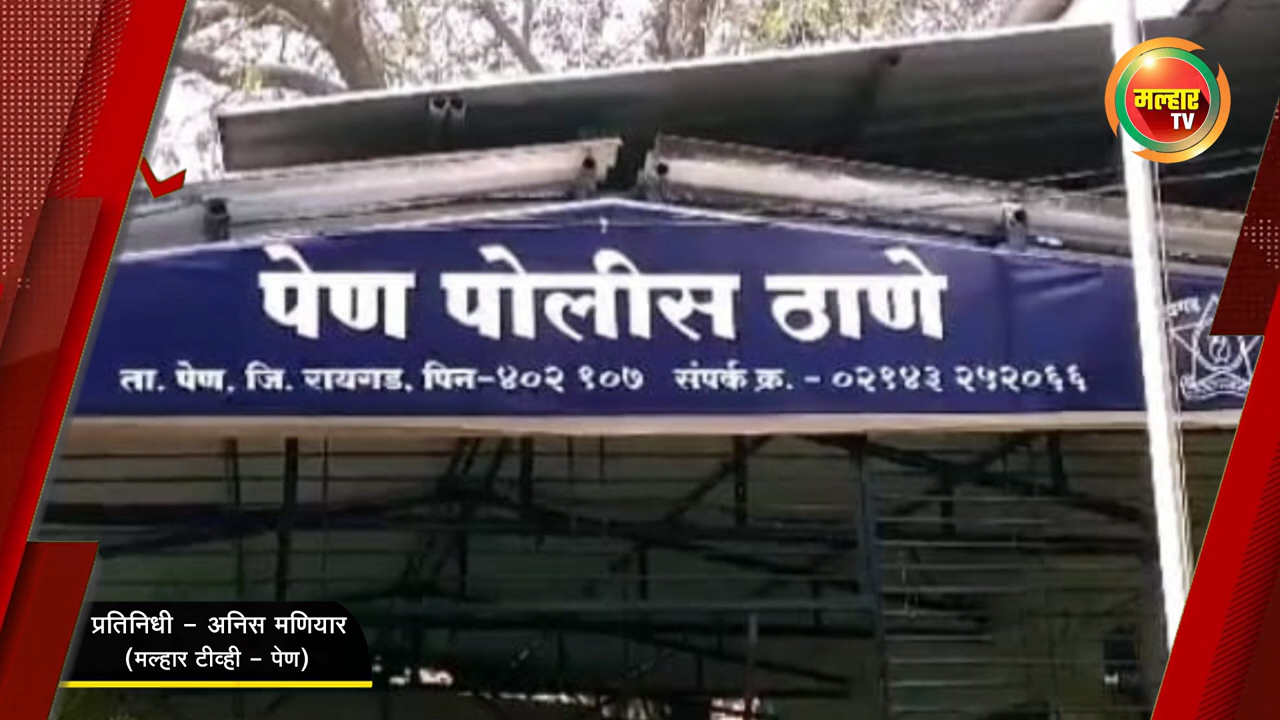 मल्हार
TV
पेण पोलीस ठाणे
ता. पेण, जि. रायगड, पिन-४०२ १०७ संपर्क क्र. - ०२१४३ २५२०६६
प्रतिनिधी - अनिस मणियार
(मल्हार टीव्ही - पेण)